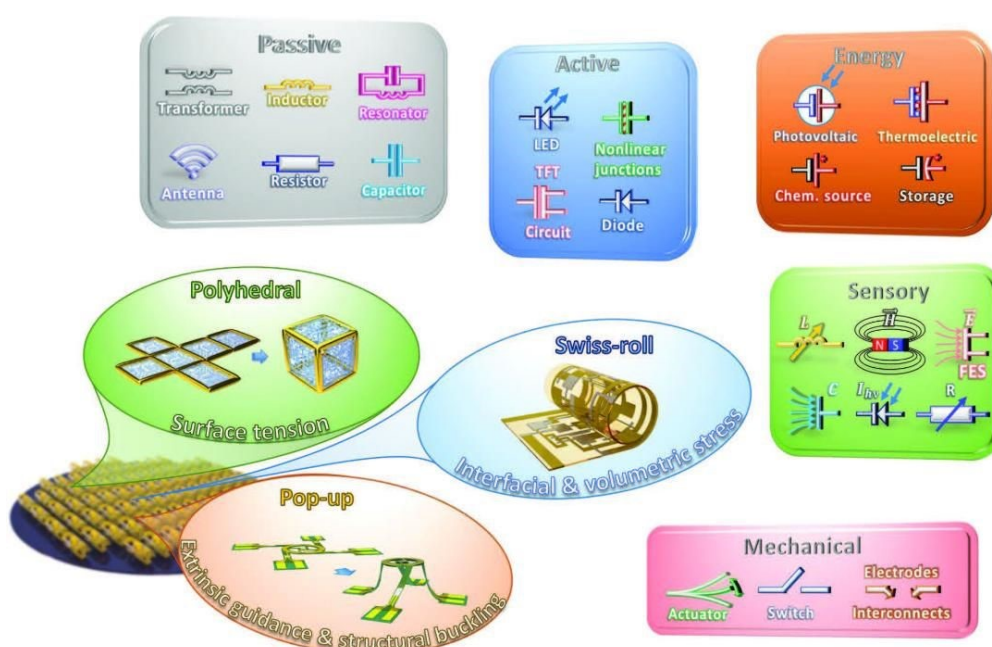 Passive
Transformer
Inductor
Resonator
Antenna
Resistor
Capacitor
Active
LED
Nonlinear
junctions
TFT
Circuit
Diode
Energy
Photovoltaic
Thermoelectric
Chem. source
Storage
Polyhedral
Surface tension
Swiss-roll
Interfacial & volumetric stress
Pop-up
Extrinsic guidance & structural buckling
Sensory
L
H
N S
E
FES
C
I hν
R
Mechanical
Actuator
Switch
Electrodes
Interconnects